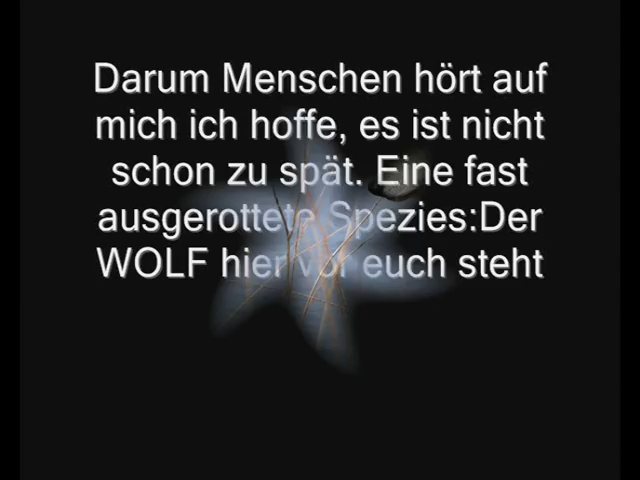 Darum Menschen hört auf
mich ich hoffe, es ist nicht
schon zu spät. Eine fast
ausgerottete Spezies:Der
WOLF hier vor euch steht